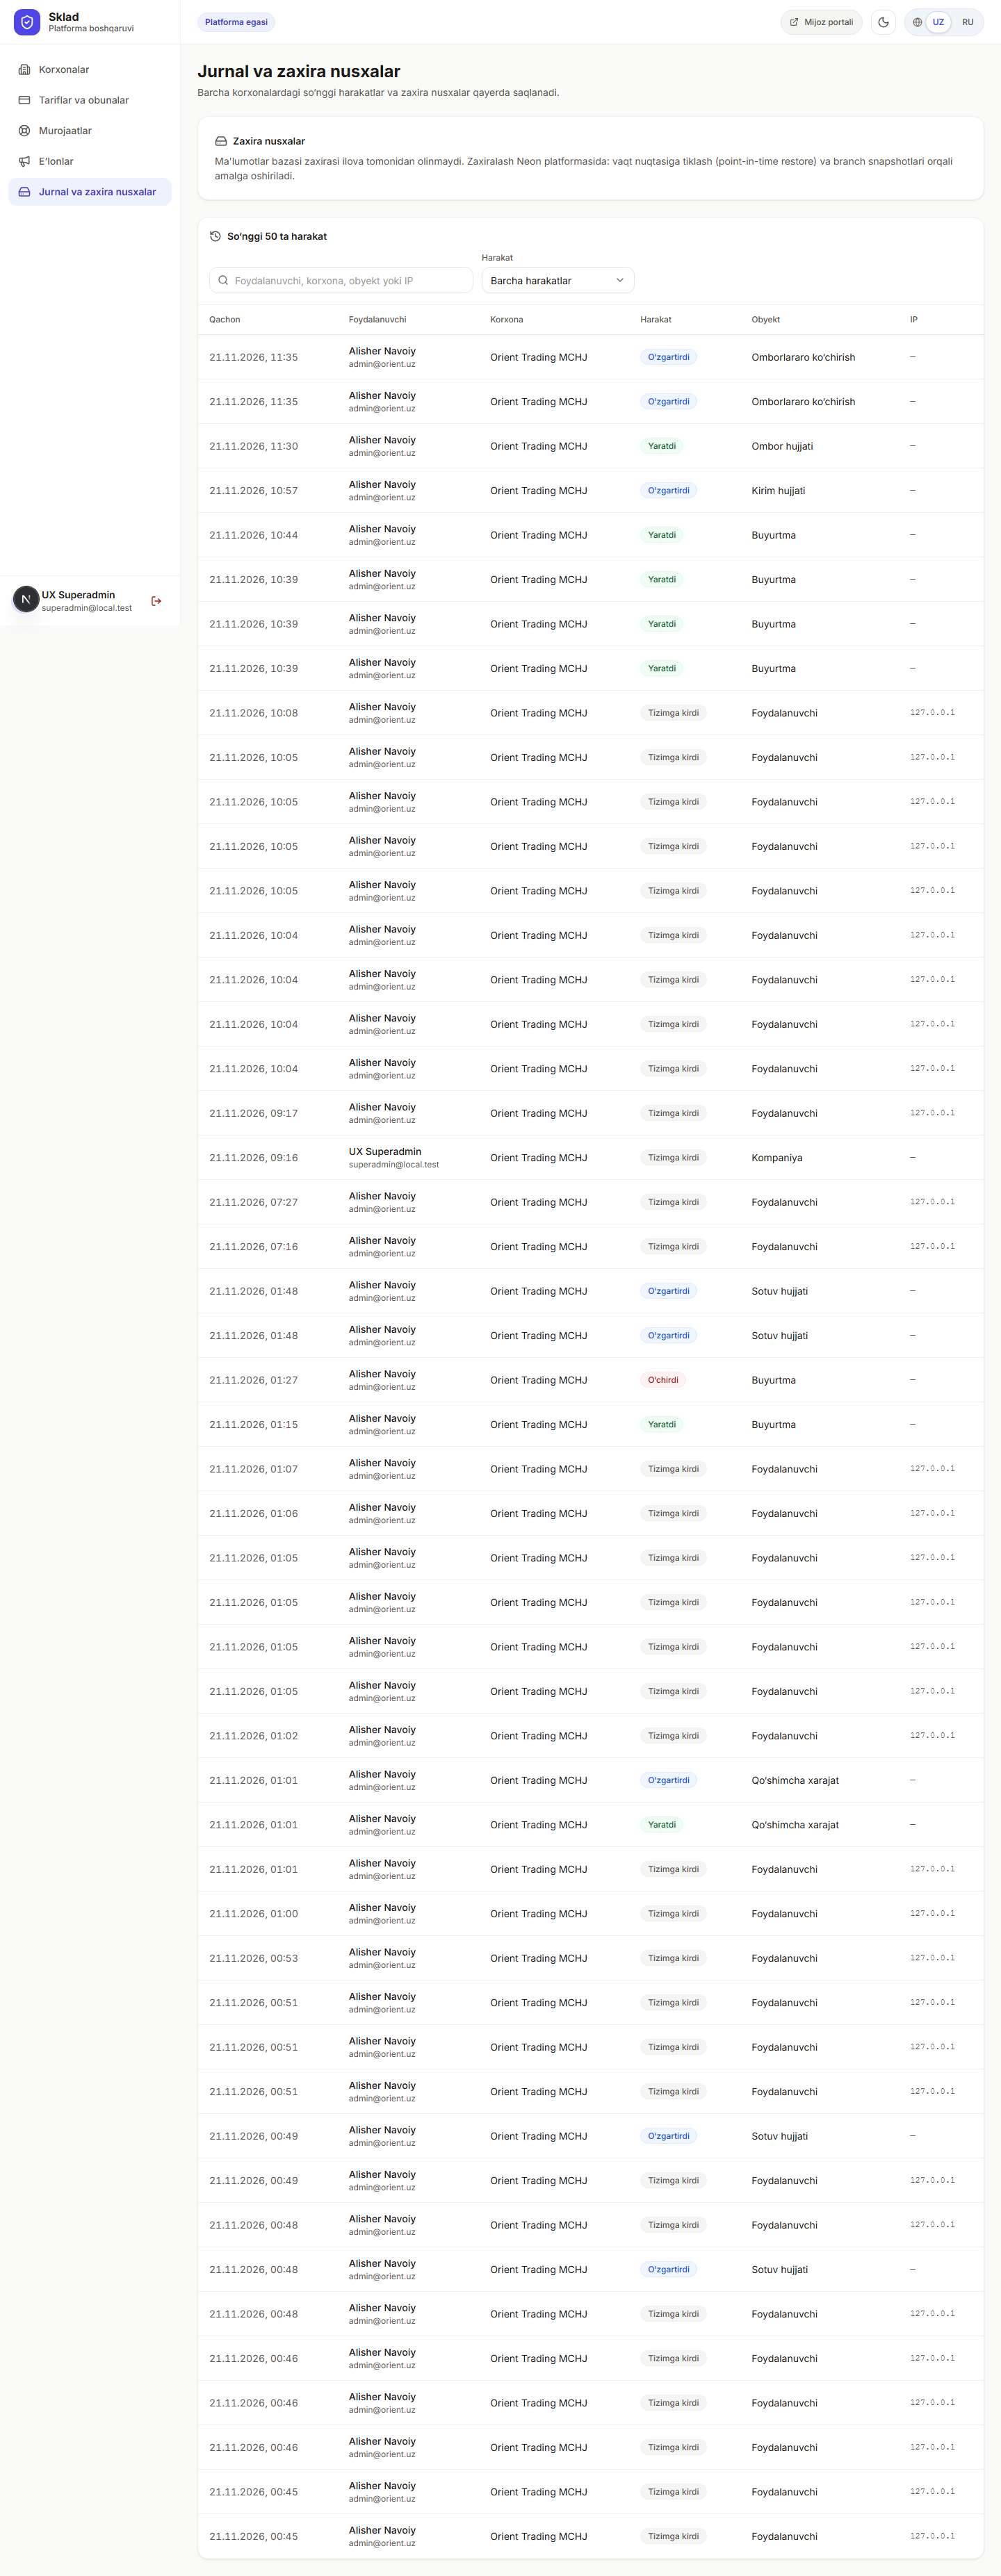 Sklad
Platforma boshqaruvi
Korxonalar
Tariflar va obunalar
Murojaatlar
E'lonlar
Jurnal va zaxira nusxalar
UX Superadmin
superadmin@local.test
Platforma egasi
Mijoz portali
UZ RU
Jurnal va zaxira nusxalar
Barcha korxonalardagi so'nggi harakatlar va zaxira nusxalar qayerda saqlanadi.
Zaxira nusxalar
Ma'lumotlar bazasi zaxirasi ilova tomonidan olinmaydi. Zaxiralash Neon platformasida: vaqt nuqtasiga tiklash (point-in-time restore) va branch snapshotlari orqali
amalga oshiriladi.
So'nggi 50 ta harakat
Harakat
Foydalanuvchi, korxona, obyekt yoki IP
Barcha harakatlar
Qachon Foydalanuvchi Korxona Harakat Obyekt IP
21.11.2026, 11:35 Alisher Navoiy admin@orient.uz Orient Trading MCHJ O'zgartirdi Omborlararo ko'chirish –
21.11.2026, 11:35 Alisher Navoiy admin@orient.uz Orient Trading MCHJ O'zgartirdi Omborlararo ko'chirish –
21.11.2026, 11:30 Alisher Navoiy admin@orient.uz Orient Trading MCHJ Yaratdi Ombor hujjati –
21.11.2026, 10:57 Alisher Navoiy admin@orient.uz Orient Trading MCHJ O'zgartirdi Kirim hujjati –
21.11.2026, 10:44 Alisher Navoiy admin@orient.uz Orient Trading MCHJ Yaratdi Buyurtma –
21.11.2026, 10:39 Alisher Navoiy admin@orient.uz Orient Trading MCHJ Yaratdi Buyurtma –
21.11.2026, 10:39 Alisher Navoiy admin@orient.uz Orient Trading MCHJ Yaratdi Buyurtma –
21.11.2026, 10:39 Alisher Navoiy admin@orient.uz Orient Trading MCHJ Yaratdi Buyurtma –
21.11.2026, 10:08 Alisher Navoiy admin@orient.uz Orient Trading MCHJ Tizimga kirdi Foydalanuvchi 127.0.0.1
21.11.2026, 10:05 Alisher Navoiy admin@orient.uz Orient Trading MCHJ Tizimga kirdi Foydalanuvchi 127.0.0.1
21.11.2026, 10:05 Alisher Navoiy admin@orient.uz Orient Trading MCHJ Tizimga kirdi Foydalanuvchi 127.0.0.1
21.11.2026, 10:05 Alisher Navoiy admin@orient.uz Orient Trading MCHJ Tizimga kirdi Foydalanuvchi 127.0.0.1
21.11.2026, 10:05 Alisher Navoiy admin@orient.uz Orient Trading MCHJ Tizimga kirdi Foydalanuvchi 127.0.0.1
21.11.2026, 10:04 Alisher Navoiy admin@orient.uz Orient Trading MCHJ Tizimga kirdi Foydalanuvchi 127.0.0.1
21.11.2026, 10:04 Alisher Navoiy admin@orient.uz Orient Trading MCHJ Tizimga kirdi Foydalanuvchi 127.0.0.1
21.11.2026, 10:04 Alisher Navoiy admin@orient.uz Orient Trading MCHJ Tizimga kirdi Foydalanuvchi 127.0.0.1
21.11.2026, 10:04 Alisher Navoiy admin@orient.uz Orient Trading MCHJ Tizimga kirdi Foydalanuvchi 127.0.0.1
21.11.2026, 09:17 Alisher Navoiy admin@orient.uz Orient Trading MCHJ Tizimga kirdi Foydalanuvchi 127.0.0.1
21.11.2026, 09:16 UX Superadmin superadmin@local.test Orient Trading MCHJ Tizimga kirdi Kompaniya –
21.11.2026, 07:27 Alisher Navoiy admin@orient.uz Orient Trading MCHJ Tizimga kirdi Foydalanuvchi 127.0.0.1
21.11.2026, 07:16 Alisher Navoiy admin@orient.uz Orient Trading MCHJ Tizimga kirdi Foydalanuvchi 127.0.0.1
21.11.2026, 01:48 Alisher Navoiy admin@orient.uz Orient Trading MCHJ O'zgartirdi Sotuv hujjati –
21.11.2026, 01:48 Alisher Navoiy admin@orient.uz Orient Trading MCHJ O'zgartirdi Sotuv hujjati –
21.11.2026, 01:27 Alisher Navoiy admin@orient.uz Orient Trading MCHJ O'chirdi Buyurtma –
21.11.2026, 01:15 Alisher Navoiy admin@orient.uz Orient Trading MCHJ Yaratdi Buyurtma –
21.11.2026, 01:07 Alisher Navoiy admin@orient.uz Orient Trading MCHJ Tizimga kirdi Foydalanuvchi 127.0.0.1
21.11.2026, 01:06 Alisher Navoiy admin@orient.uz Orient Trading MCHJ Tizimga kirdi Foydalanuvchi 127.0.0.1
21.11.2026, 01:05 Alisher Navoiy admin@orient.uz Orient Trading MCHJ Tizimga kirdi Foydalanuvchi 127.0.0.1
21.11.2026, 01:05 Alisher Navoiy admin@orient.uz Orient Trading MCHJ Tizimga kirdi Foydalanuvchi 127.0.0.1
21.11.2026, 01:05 Alisher Navoiy admin@orient.uz Orient Trading MCHJ Tizimga kirdi Foydalanuvchi 127.0.0.1
21.11.2026, 01:05 Alisher Navoiy admin@orient.uz Orient Trading MCHJ Tizimga kirdi Foydalanuvchi 127.0.0.1
21.11.2026, 01:02 Alisher Navoiy admin@orient.uz Orient Trading MCHJ Tizimga kirdi Foydalanuvchi 127.0.0.1
21.11.2026, 01:01 Alisher Navoiy admin@orient.uz Orient Trading MCHJ O'zgartirdi Qo'shimcha xarajat –
21.11.2026, 01:01 Alisher Navoiy admin@orient.uz Orient Trading MCHJ Yaratdi Qo'shimcha xarajat –
21.11.2026, 01:01 Alisher Navoiy admin@orient.uz Orient Trading MCHJ Tizimga kirdi Foydalanuvchi 127.0.0.1
21.11.2026, 01:00 Alisher Navoiy admin@orient.uz Orient Trading MCHJ Tizimga kirdi Foydalanuvchi 127.0.0.1
21.11.2026, 00:53 Alisher Navoiy admin@orient.uz Orient Trading MCHJ Tizimga kirdi Foydalanuvchi 127.0.0.1
21.11.2026, 00:51 Alisher Navoiy admin@orient.uz Orient Trading MCHJ Tizimga kirdi Foydalanuvchi 127.0.0.1
21.11.2026, 00:51 Alisher Navoiy admin@orient.uz Orient Trading MCHJ Tizimga kirdi Foydalanuvchi 127.0.0.1
21.11.2026, 00:51 Alisher Navoiy admin@orient.uz Orient Trading MCHJ Tizimga kirdi Foydalanuvchi 127.0.0.1
21.11.2026, 00:49 Alisher Navoiy admin@orient.uz Orient Trading MCHJ O'zgartirdi Sotuv hujjati –
21.11.2026, 00:49 Alisher Navoiy admin@orient.uz Orient Trading MCHJ Tizimga kirdi Foydalanuvchi 127.0.0.1
21.11.2026, 00:48 Alisher Navoiy admin@orient.uz Orient Trading MCHJ Tizimga kirdi Foydalanuvchi 127.0.0.1
21.11.2026, 00:48 Alisher Navoiy admin@orient.uz Orient Trading MCHJ O'zgartirdi Sotuv hujjati –
21.11.2026, 00:48 Alisher Navoiy admin@orient.uz Orient Trading MCHJ Tizimga kirdi Foydalanuvchi 127.0.0.1
21.11.2026, 00:46 Alisher Navoiy admin@orient.uz Orient Trading MCHJ Tizimga kirdi Foydalanuvchi 127.0.0.1
21.11.2026, 00:46 Alisher Navoiy admin@orient.uz Orient Trading MCHJ Tizimga kirdi Foydalanuvchi 127.0.0.1
21.11.2026, 00:46 Alisher Navoiy admin@orient.uz Orient Trading MCHJ Tizimga kirdi Foydalanuvchi 127.0.0.1
21.11.2026, 00:45 Alisher Navoiy admin@orient.uz Orient Trading MCHJ Tizimga kirdi Foydalanuvchi 127.0.0.1
21.11.2026, 00:45 Alisher Navoiy admin@orient.uz Orient Trading MCHJ Tizimga kirdi Foydalanuvchi 127.0.0.1